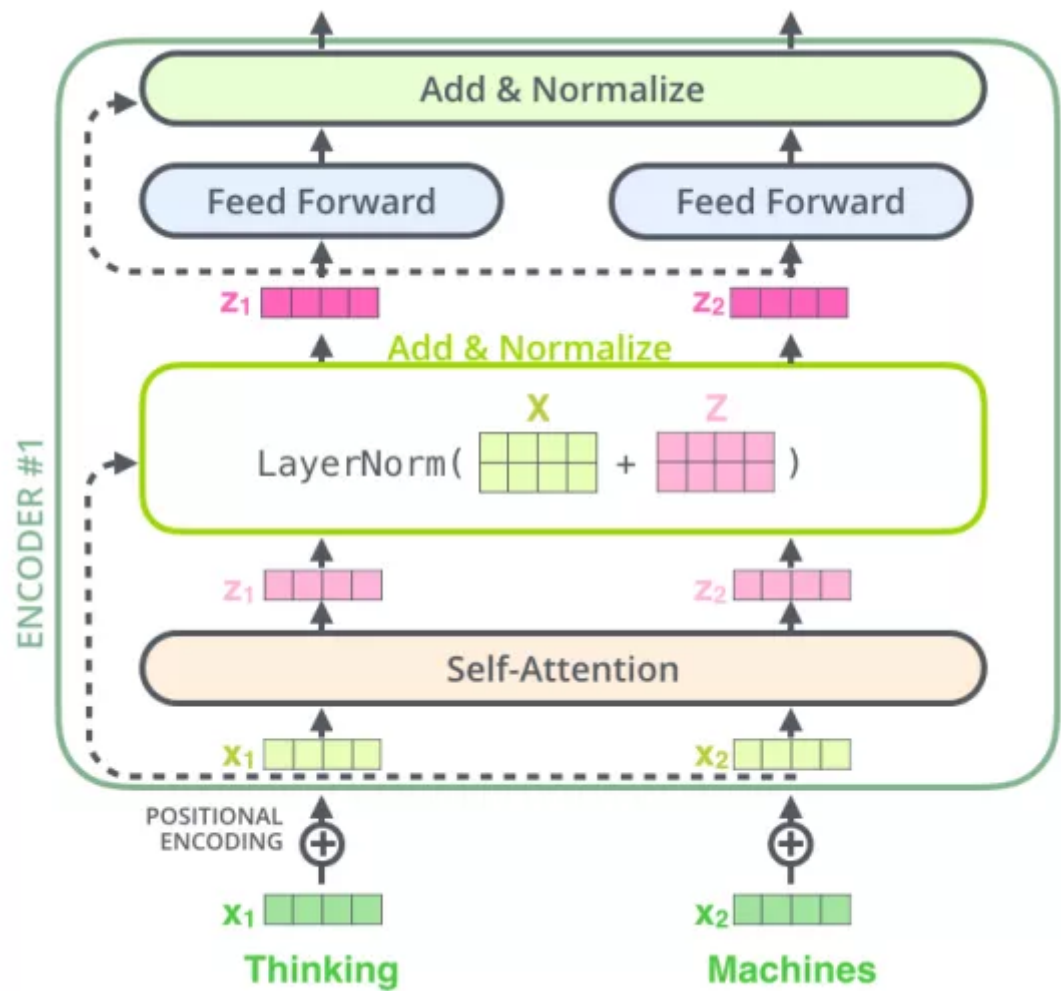 Add & Normalize
Feed Forward Feed Forward
z1 z2
Add & Normalize
X Z
LayerNorm( + )
ENCODER #1
z1 z2
Self-Attention
x1 x2
POSITIONAL
ENCODING
x1 x2
Thinking Machines